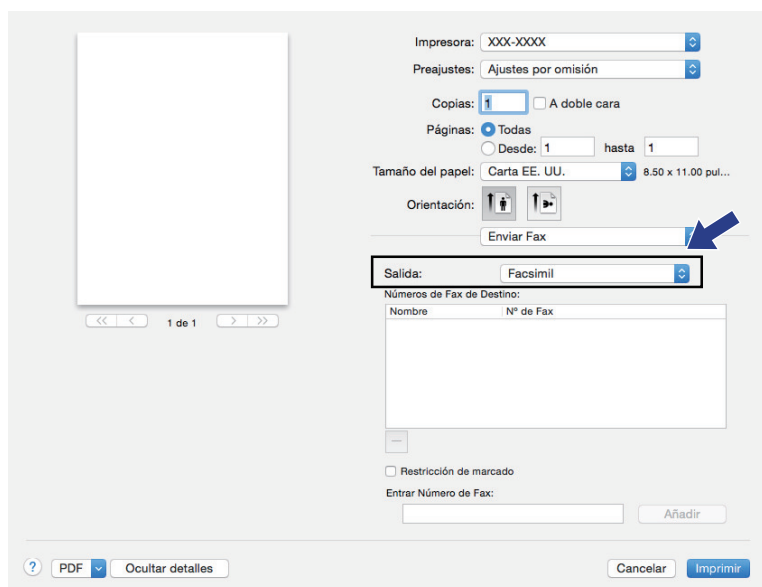 Impresora: XXX-XXXX
Preajustes: Ajustes por omisión
Copias: 1 A doble cara
Páginas: Todas
Desde: 1 hasta 1
Tamaño del papel: Carta EE. UU. 8.50 x 11.00 pul...
Orientación:
Enviar Fax
Salida: Facsimil
Números de Fax de Destino:
Nombre Nº de Fax
<< < 1 de 1 > >>
Restricción de marcado
Entrar Número de Fax:
Añadir
? PDF Ocultar detalles Cancelar Imprimir